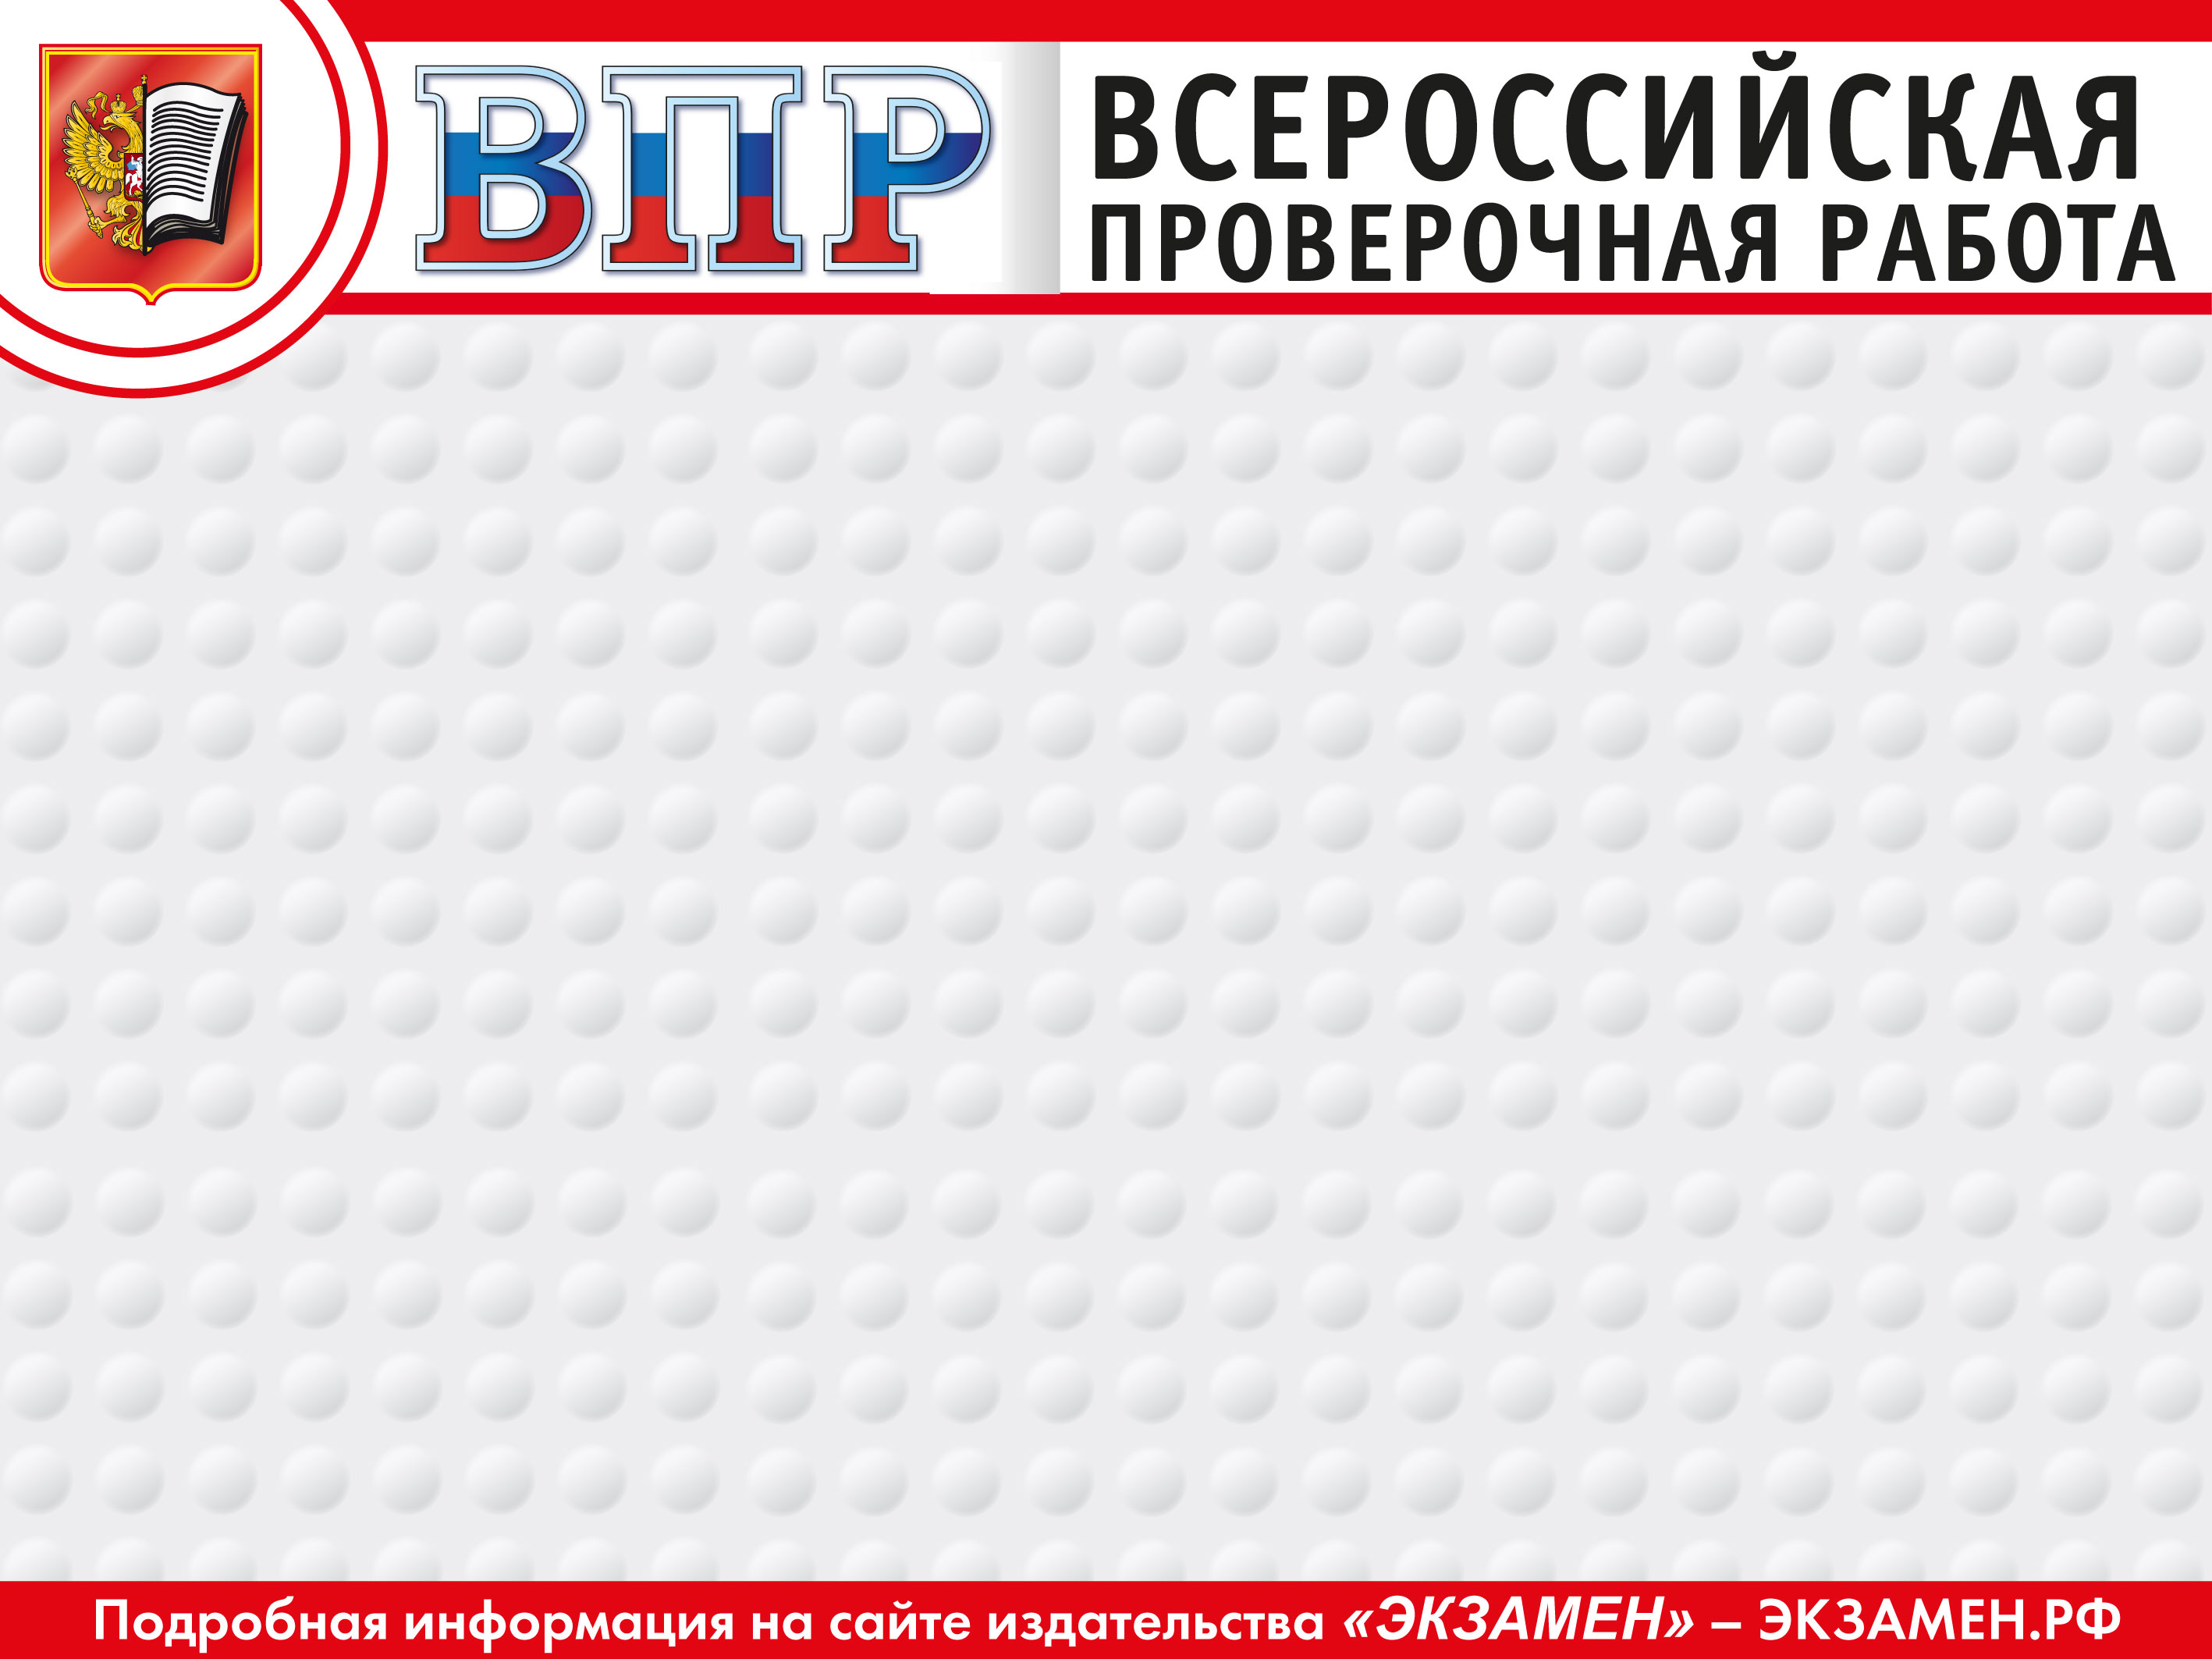 ВПР
ВСЕРОССИЙСКАЯ
ПРОВЕРОЧНАЯ РАБОТА
Подробная информация на сайте издательства «ЭКЗАМЕН» – ЭКЗАМЕН.РФ